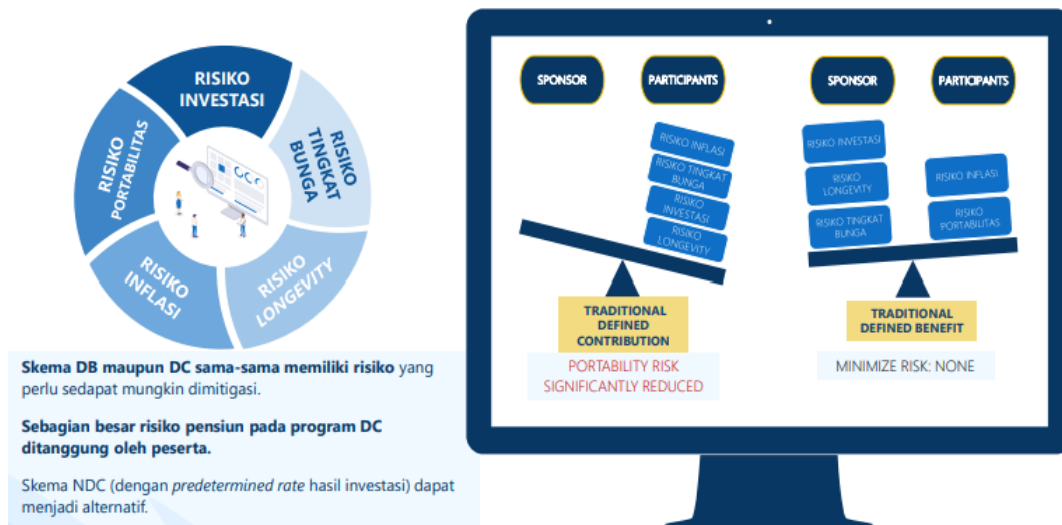 RISIKO
INVESTASI
RISIKO
TINGKAT
BUNGA
RISIKO
LONGEVITY
RISIKO
INFLASI
RISIKO
PORTABILITAS
Skema DB maupun DC sama-sama memiliki risiko yang
perlu sedapat mungkin dimitigasi.
Sebagian besar risiko pensiun pada program DC
ditanggung oleh peserta.
Skema NDC (dengan predetermined rate hasil investasi) dapat
menjadi alternatif.
SPONSOR
PARTICIPANTS
RISIKO INFLASI
RISIKO TINGKAT
BUNGA
RISIKO
INVESTASI
RISIKO
LONGEVITY
TRADITIONAL
DEFINED
CONTRIBUTION
PORTABILITY RISK
SIGNIFICANTLY REDUCED
SPONSOR
PARTICIPANTS
RISIKO INVESTASI
RISIKO
LONGEVITY
RISIKO TINGKAT
BUNGA
RISIKO INFLASI
RISIKO
PORTABILITAS
TRADITIONAL
DEFINED BENEFIT
MINIMIZE RISK: NONE